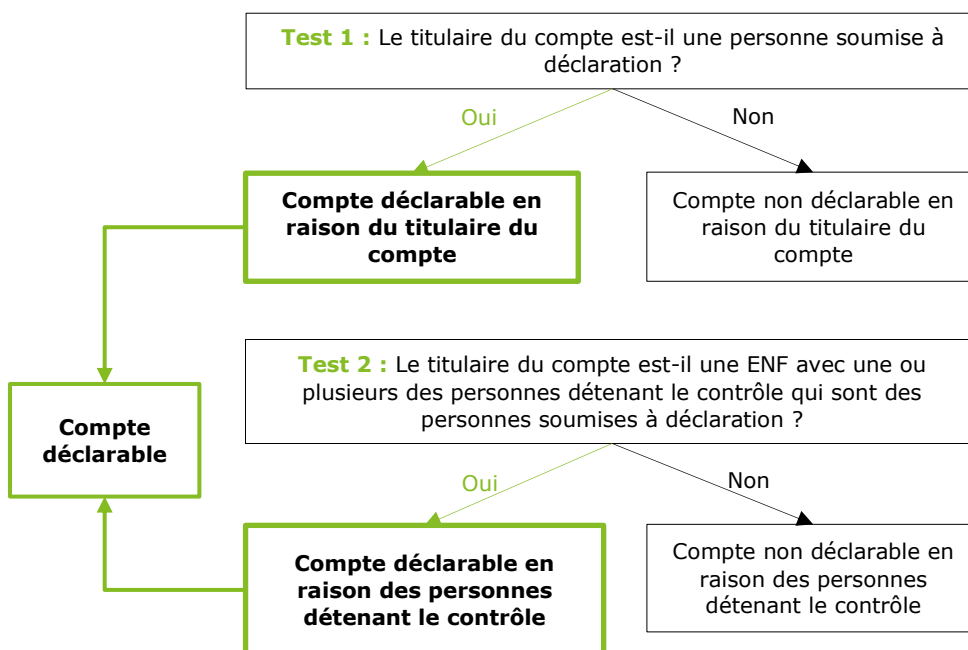 Test 1 : Le titulaire du compte est-il une personne soumise à
déclaration ?
Oui
Non
Compte déclarable en
raison du titulaire du
compte
Compte non déclarable en
raison du titulaire du
compte
Test 2 : Le titulaire du compte est-il une ENF avec une ou
plusieurs des personnes détenant le contrôle qui sont des
personnes soumises à déclaration ?
Compte
déclarable
Oui
Non
Compte déclarable en
raison des personnes
détenant le contrôle
Compte non déclarable en
raison des personnes
détenant le contrôle